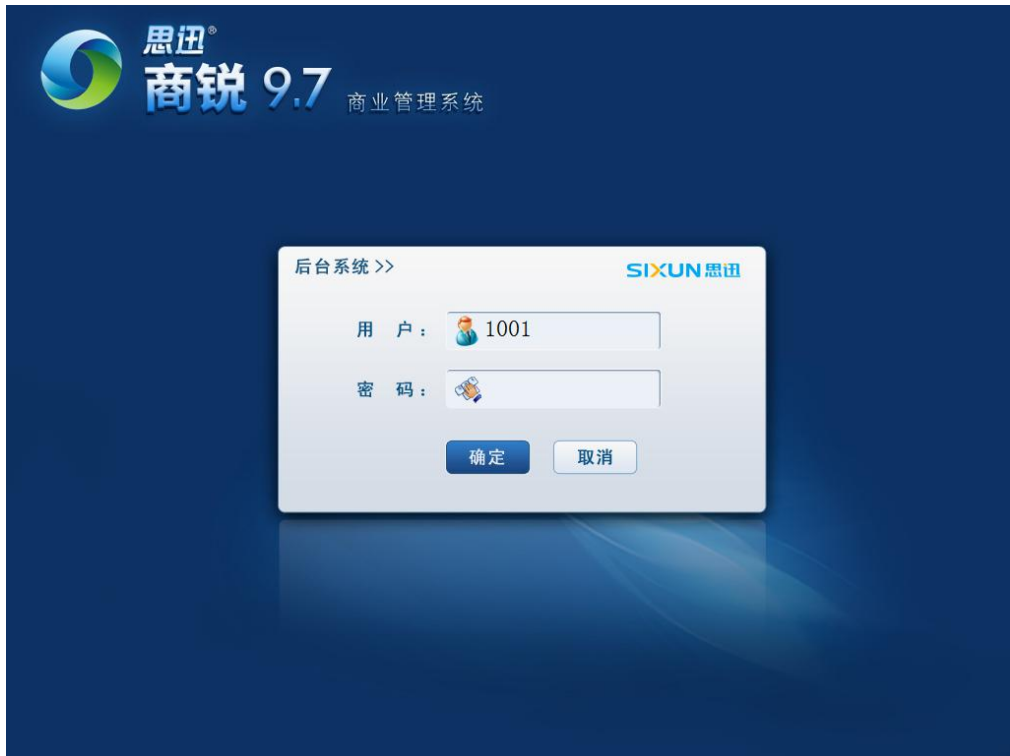 思迅®
商锐 9.7 商业管理系统
后台系统 >> SIXUN思迅
用 户： 1001
密 码：
确定 取消